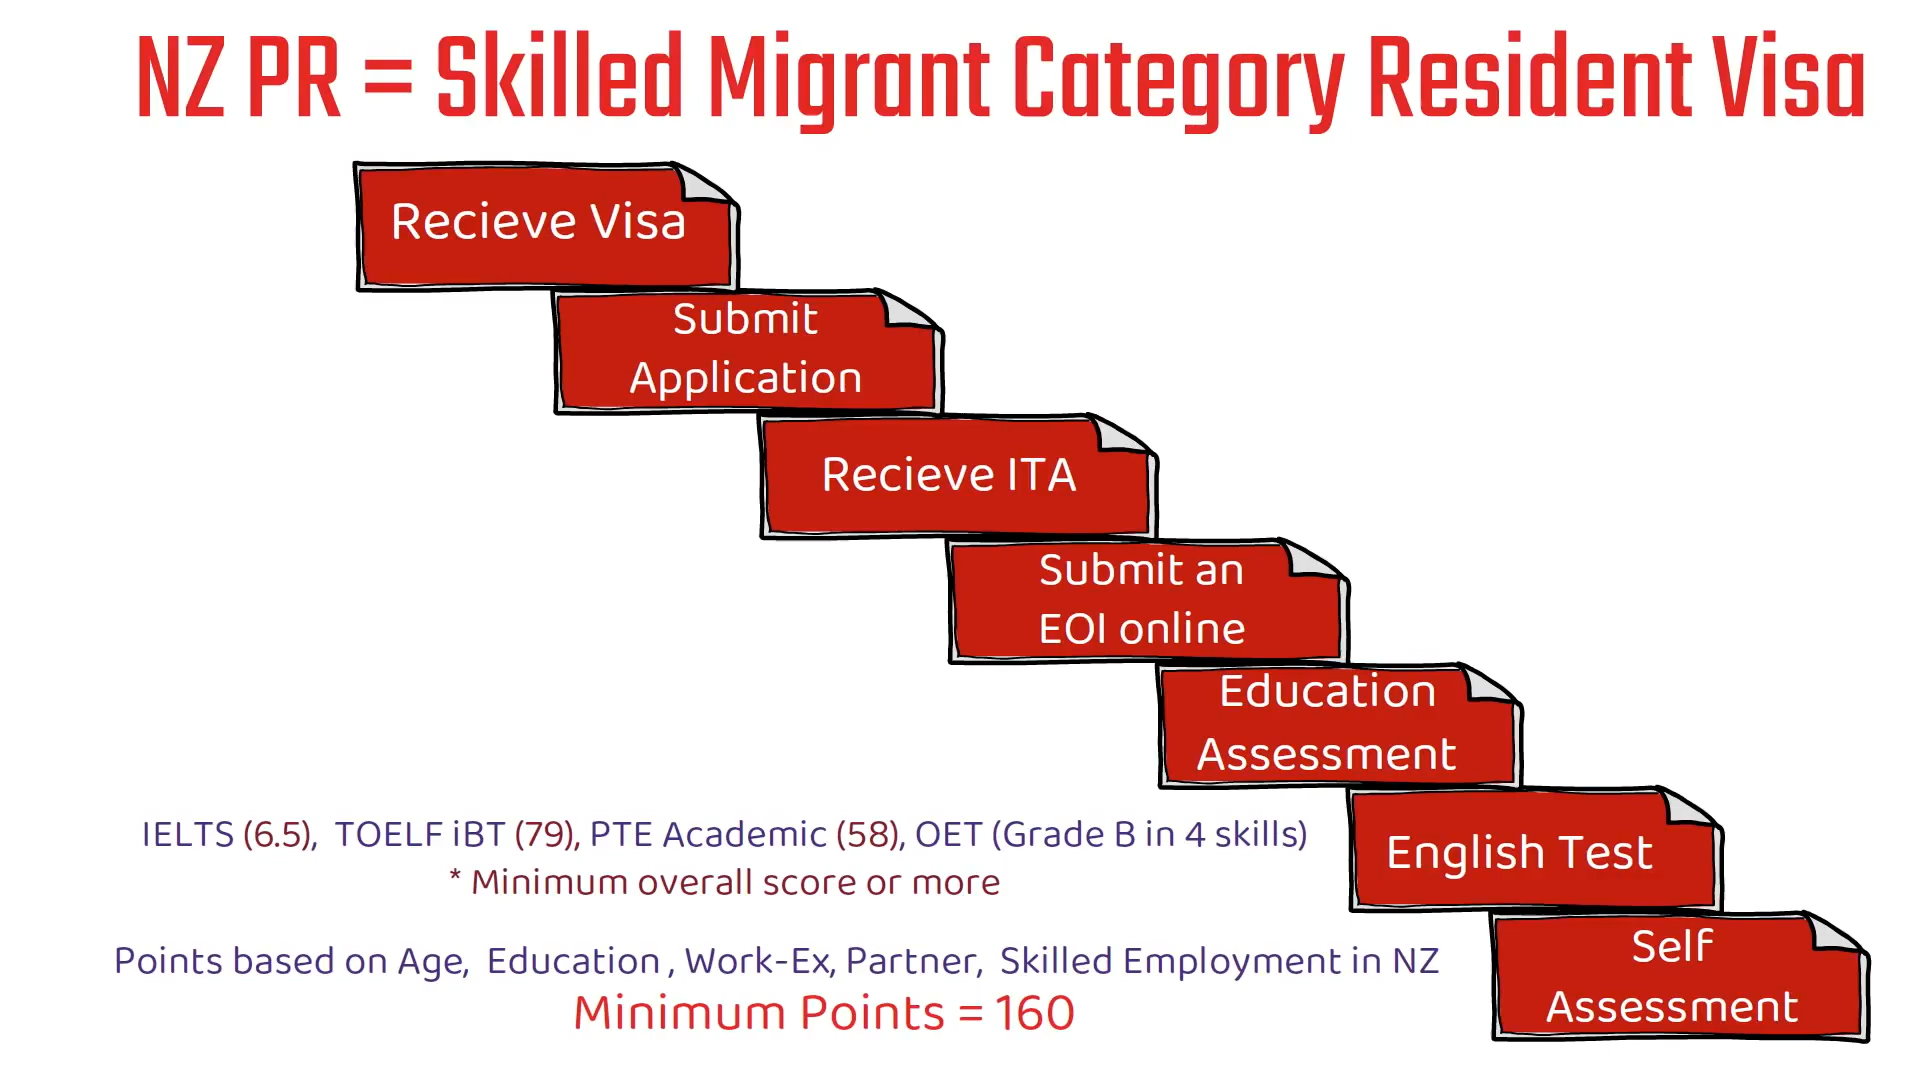 NZ PR = Skilled Migrant Category Resident Visa
Recieve Visa
Submit
Application
Recieve ITA
Submit an
EOI online
Education
Assessment
IELTS (6.5), TOELF iBT (79), PTE Academic (58), OET (Grade B in 4 skills)
* Minimum overall score or more
English Test
Points based on Age, Education , Work-Ex, Partner, Skilled Employment in NZ
Minimum Points = 160
Self
Assessment